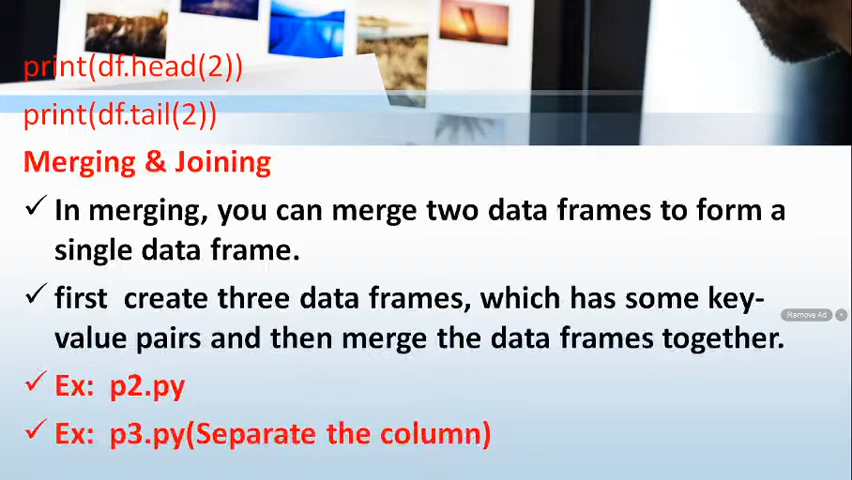 print(df.head(2))
print(df.tail(2))
Merging & Joining
✓ In merging, you can merge two data frames to form a
single data frame.
✓ first create three data frames, which has some key-
value pairs and then merge the data frames together.
Remove Ad
✓ Ex: p2.py
✓ Ex: p3.py(Separate the column)